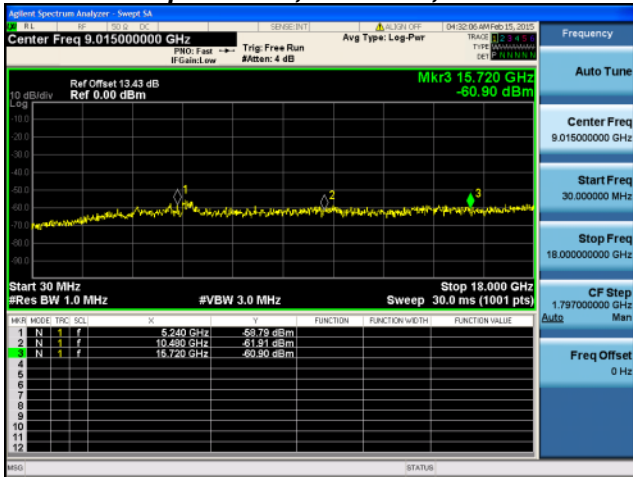 Agilent Spectrum Analyzer - Swept SA
RL RF 50 Ω DC SENSE:INT ALIGN OFF 04:32:06 AM Feb 15, 2015
Center Freq 9.015000000 GHz
PNO: Fast
IFGain:Low
Trig: Free Run
#Atten: 4 dB
Avg Type: Log-Pwr
TRACE 1 2 3 4 5 6
TYPE
DET P N N N N N
Ref Offset 13.43 dB
Ref 0.00 dBm
Mkr3 15.720 GHz
-60.90 dBm
10 dB/div
Log
-10.0
-20.0
-30.0
-40.0
-50.0
-60.0
-70.0
-80.0
-90.0
1
2
3
Start 30 MHz
#Res BW 1.0 MHz
#VBW 3.0 MHz
Stop 18.000 GHz
Sweep 30.0 ms (1001 pts)
MKR MODE TRC SCL X Y FUNCTION FUNCTION WIDTH FUNCTION VALUE
1 N 1 f 5.240 GHz -58.79 dBm
2 N 1 f 10.480 GHz -61.91 dBm
3 N 1 f 15.720 GHz -60.90 dBm
4
5
6
7
8
9
10
11
12
MSG STATUS
Frequency
Auto Tune
Center Freq
9.015000000 GHz
Start Freq
30.000000 MHz
Stop Freq
18.000000000 GHz
CF Step
1.797000000 GHz
Auto Man
Freq Offset
0 Hz